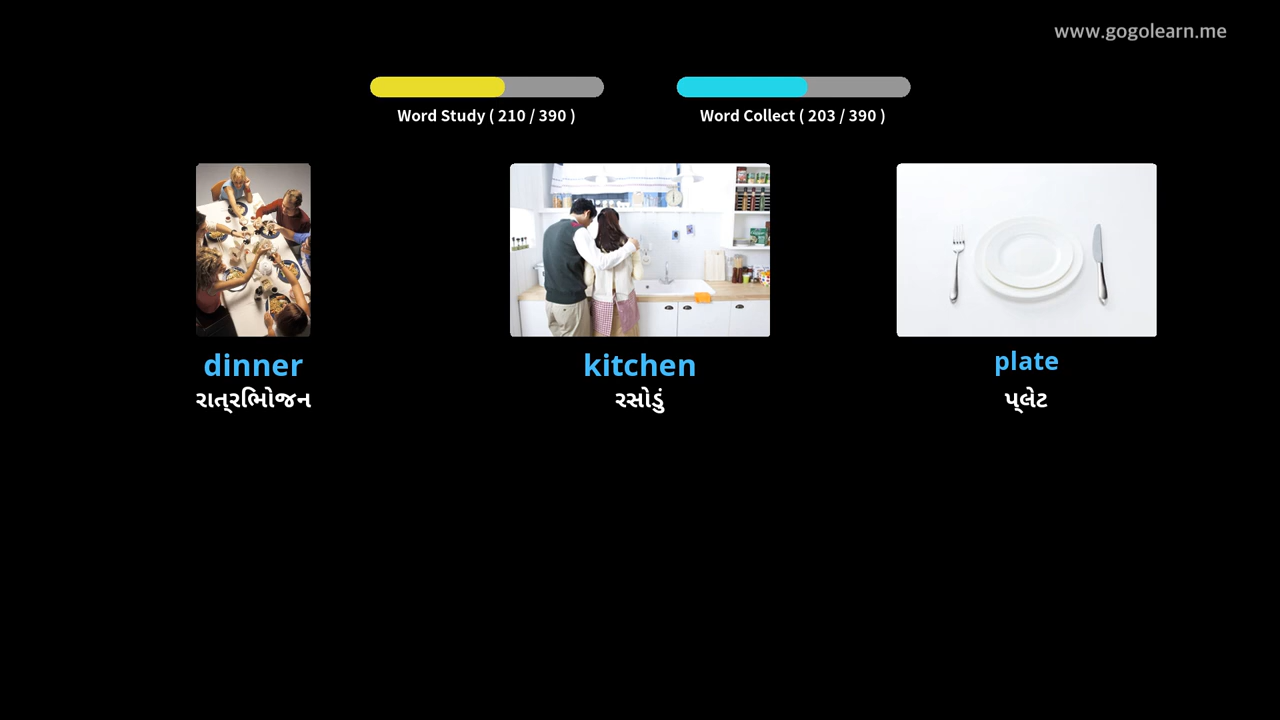 www.gogolearn.me
Word Study ( 210 / 390 )
Word Collect ( 203 / 390 )
dinner
રાત્રિભોજન
kitchen
રસોડું
plate
પ્લેટ